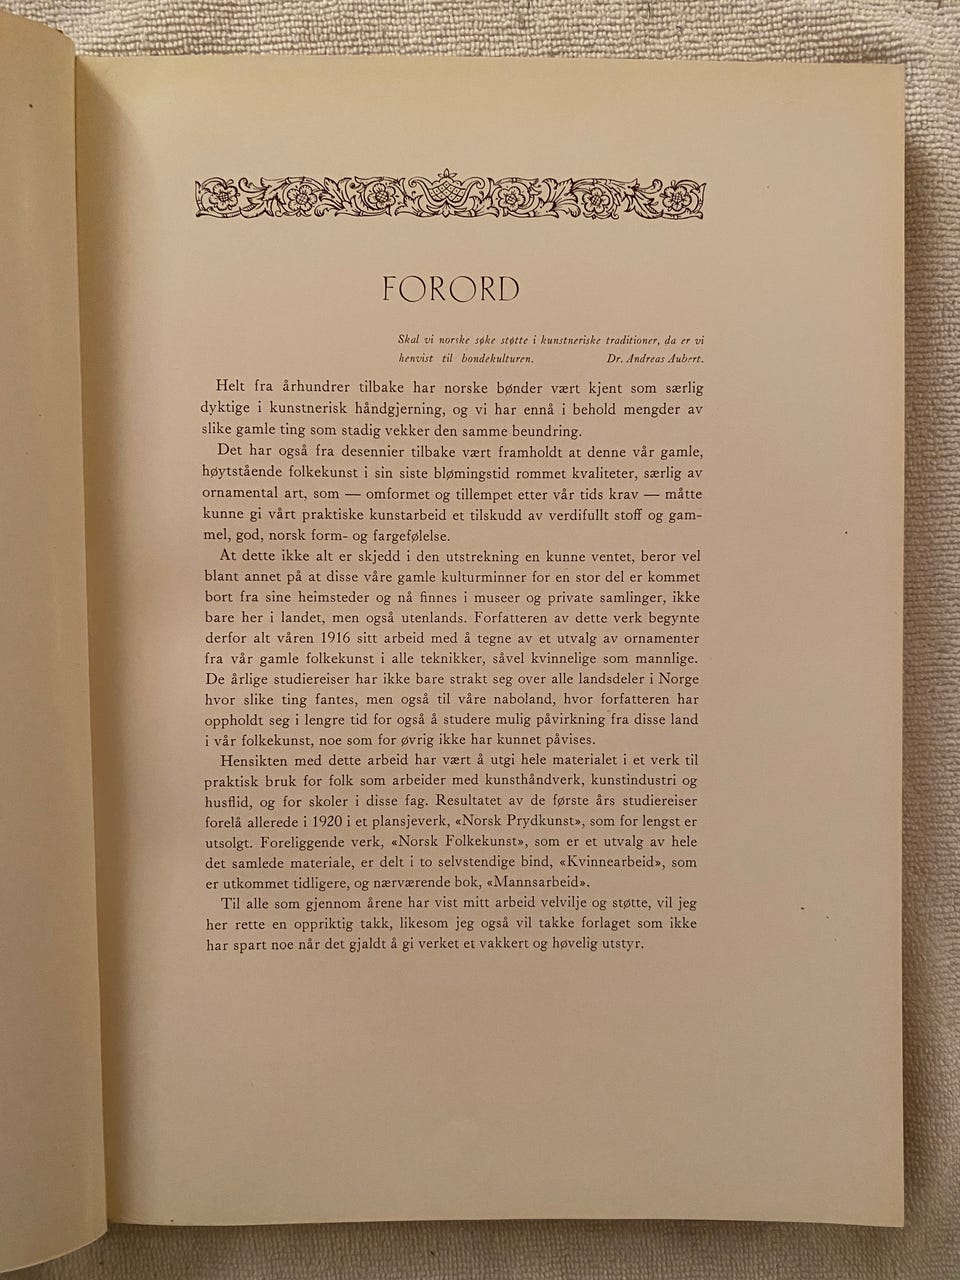 FORORD
Skal vi norske søke støtte i kunstneriske traditioner, da er vi
henvist til bondekulturen. Dr. Andreas Aubert.
Helt fra århundrer tilbake har norske bønder vært kjent som særlig
dyktige i kunstnerisk håndgjerning, og vi har ennå i behold mengder av
slike gamle ting som stadig vekker den samme beundring.
Det har også fra desennier tilbake vært framholdt at denne vår gamle,
høytstående folkekunst i sin siste blømingstid rommet kvaliteter, særlig av
ornamental art, som — omformet og tillempet etter vår tids krav — måtte
kunne gi vårt praktiske kunstarbeid et tilskudd av verdifullt stoff og gam-
mel, god, norsk form- og fargefølelse.
At dette ikke alt er skjedd i den utstrekning en kunne ventet, beror vel
blant annet på at disse våre gamle kulturminner for en stor del er kommet
bort fra sine heimsteder og nå finnes i museer og private samlinger, ikke
bare her i landet, men også utenlands. Forfatteren av dette verk begynte
derfor alt våren 1916 sitt arbeid med å tegne av et utvalg av ornamenter
fra vår gamle folkekunst i alle teknikker, såvel kvinnelige som mannlige.
De årlige studiereiser har ikke bare strakt seg over alle landsdeler i Norge
hvor slike ting fantes, men også til våre naboland, hvor forfatteren har
oppholdt seg i lengre tid for også å studere mulig påvirkning fra disse land
i vår folkekunst, noe som for øvrig ikke har kunnet påvises.
Hensikten med dette arbeid har vært å utgi hele materialet i et verk til
praktisk bruk for folk som arbeider med kunsthåndverk, kunstindustri og
husflid, og for skoler i disse fag. Resultatet av de første års studiereiser
forelå allerede i 1920 i et plansjeverk, «Norsk Prydkunst», som for lengst er
utsolgt. Foreliggende verk, «Norsk Folkekunst», som er et utvalg av hele
det samlede materiale, er delt i to selvstendige bind, «Kvinnearbeid», som
er utkommet tidligere, og nærværende bok, «Mannsarbeid».
Til alle som gjennom årene har vist mitt arbeid velvilje og støtte, vil jeg
her rette en oppriktig takk, likesom jeg også vil takke forlaget som ikke
har spart noe når det gjaldt å gi verket et vakkert og høvelig utstyr.